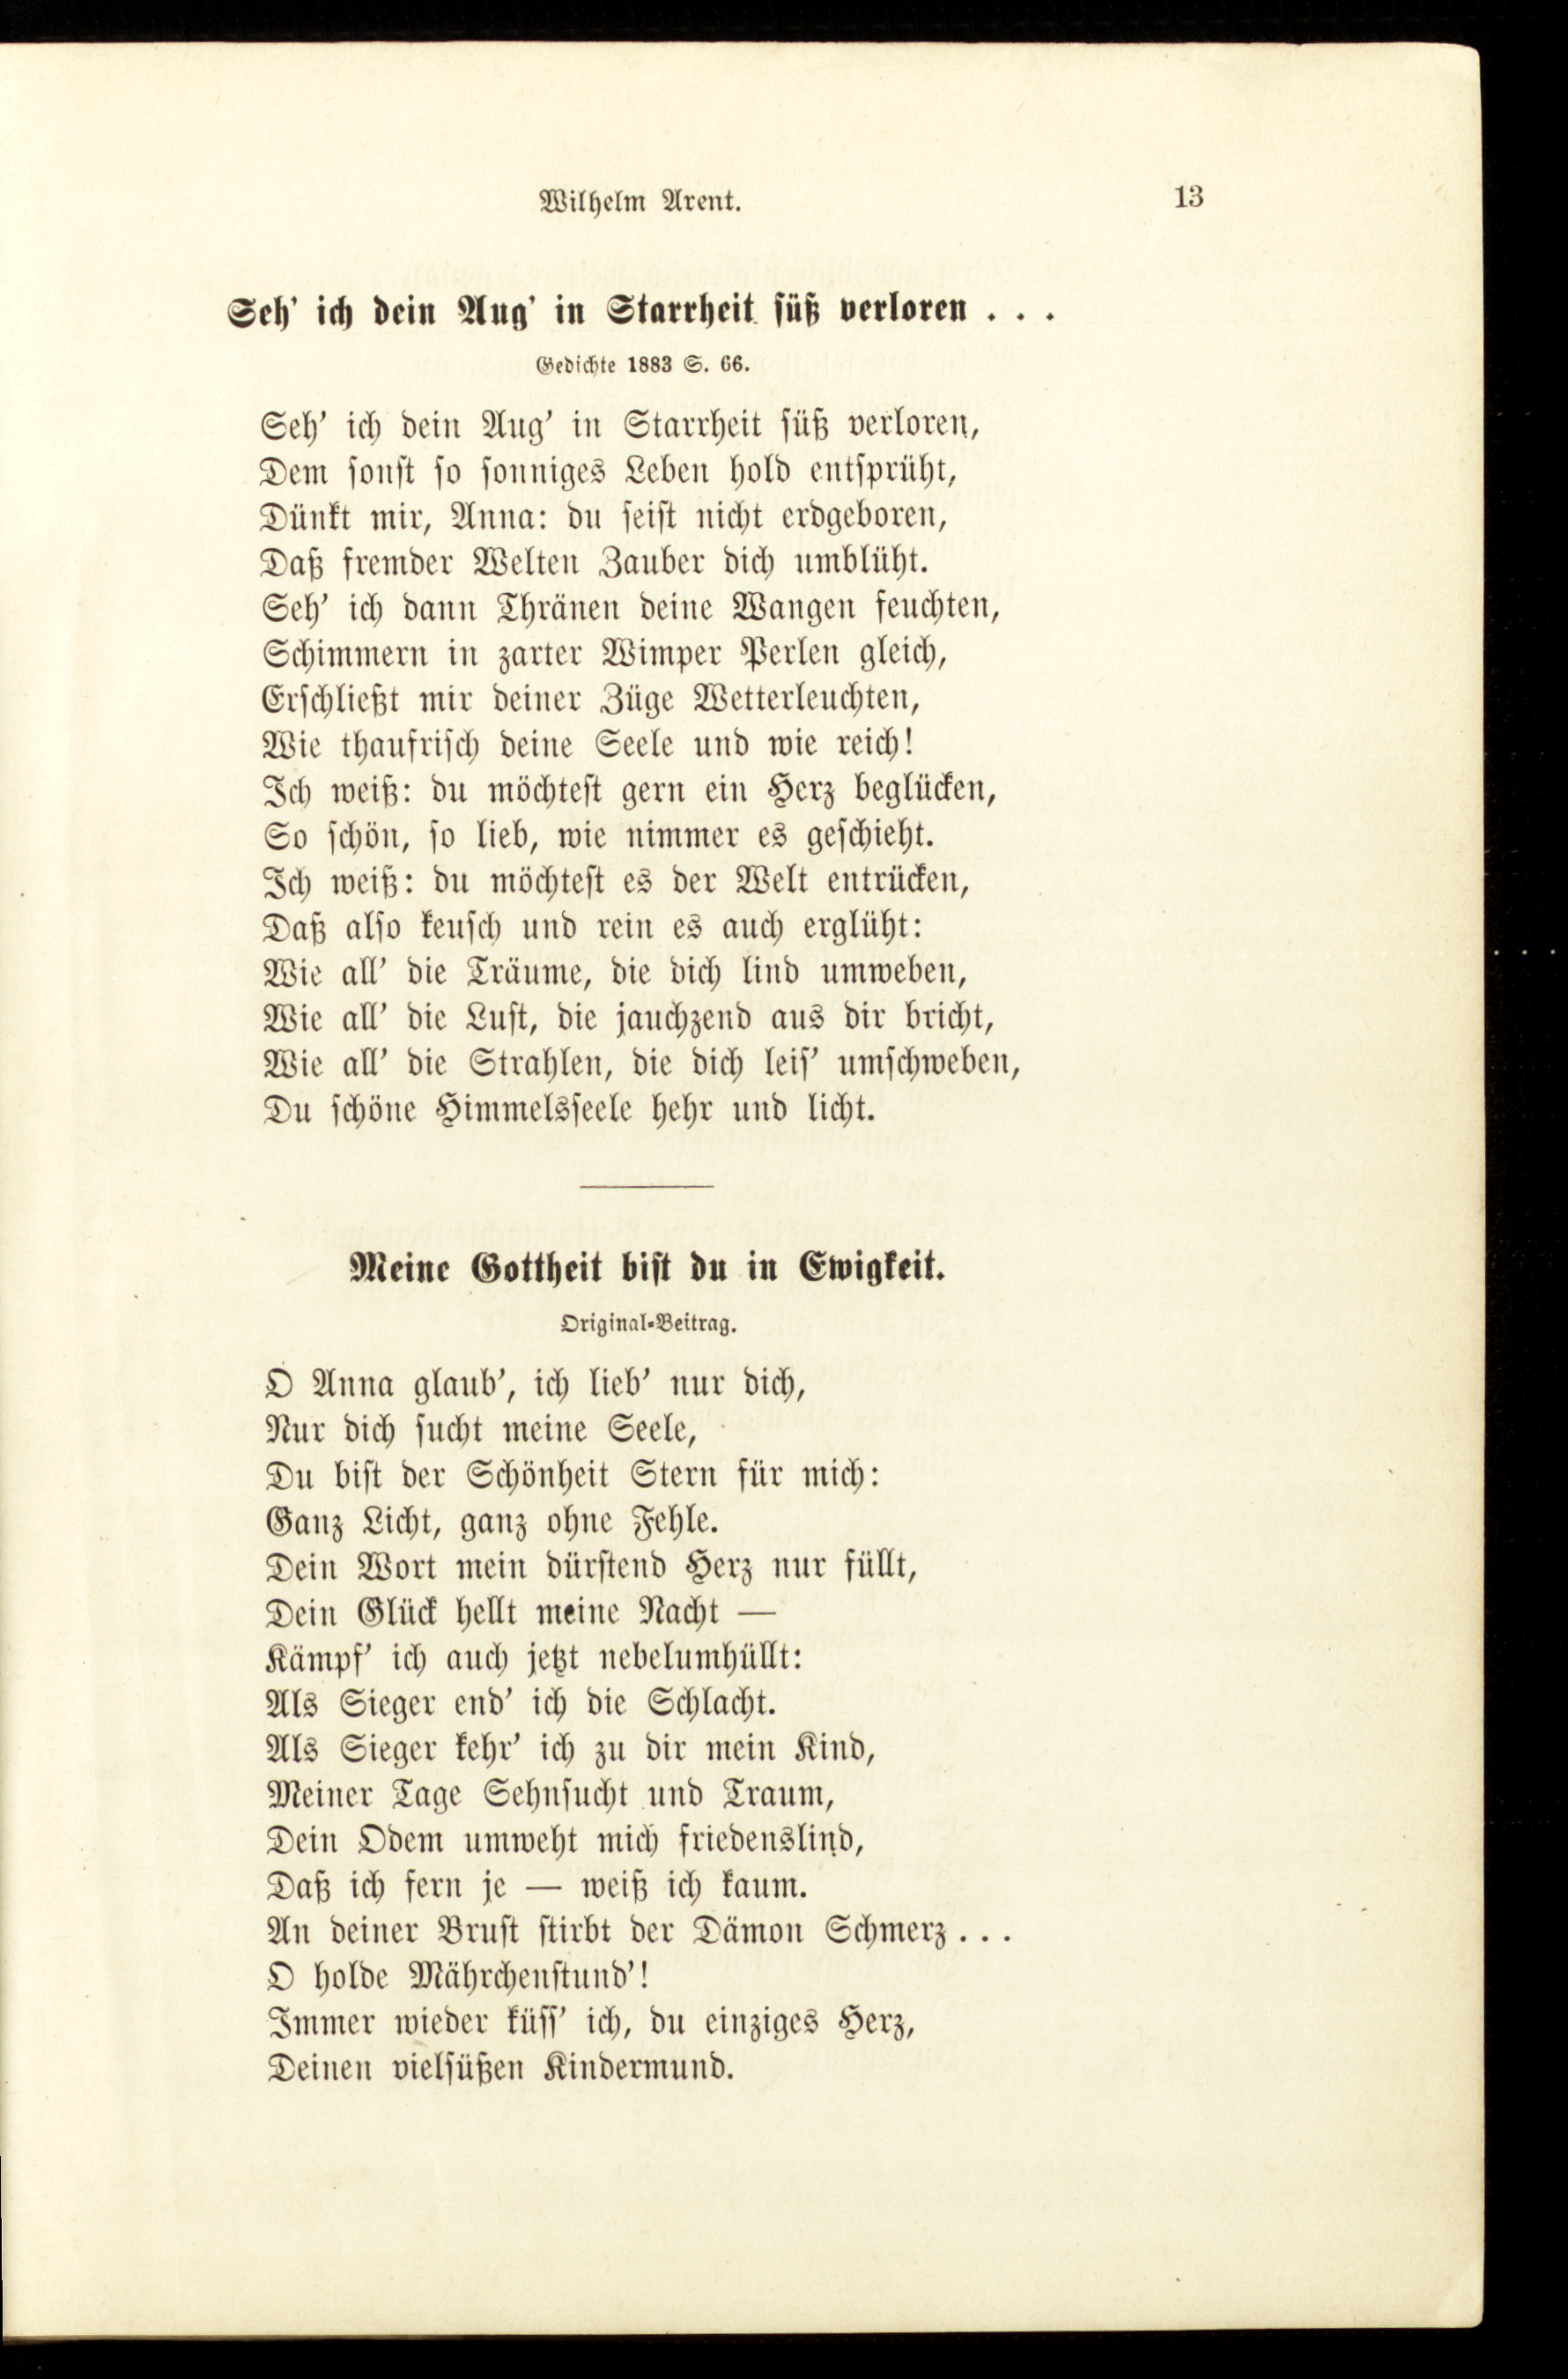 Wilhelm Arent.
13
Seh' ich dein Aug' in Starrheit süß verloren . . .
Gedichte 1883 S. 66.
Seh' ich dein Aug' in Starrheit süß verloren,
Dem sonst so sonniges Leben hold entsprüht,
Dünkt mir, Anna: du seist nicht erdgeboren,
Daß fremder Welten Zauber dich umblüht.
Seh' ich dann Thränen deine Wangen feuchten,
Schimmern in zarter Wimper Perlen gleich,
Erschließt mir deiner Züge Wetterleuchten,
Wie thaufrisch deine Seele und wie reich!
Ich weiß: du möchtest gern ein Herz beglücken,
So schön, so lieb, wie nimmer es geschieht.
Ich weiß: du möchtest es der Welt entrücken,
Daß also keusch und rein es auch erglüht:
Wie all' die Träume, die dich lind umweben,
Wie all' die Lust, die jauchzend aus dir bricht,
Wie all' die Strahlen, die dich leis' umschweben,
Du schöne Himmelsseele hehr und licht.
Meine Gottheit bist du in Ewigkeit.
Original-Beitrag.
O Anna glaub', ich lieb' nur dich,
Nur dich sucht meine Seele,
Du bist der Schönheit Stern für mich:
Ganz Licht, ganz ohne Fehle.
Dein Wort mein dürstend Herz nur füllt,
Dein Glück hellt meine Nacht —
Kämpf' ich auch jetzt nebelumhüllt:
Als Sieger end' ich die Schlacht.
Als Sieger kehr' ich zu dir mein Kind,
Meiner Tage Sehnsucht und Traum,
Dein Odem umweht mich friedenslind,
Daß ich fern je — weiß ich kaum.
An deiner Brust stirbt der Dämon Schmerz . . .
O holde Mährchenstund'!
Immer wieder küss' ich, du einziges Herz,
Deinen vielsüßen Kindermund.